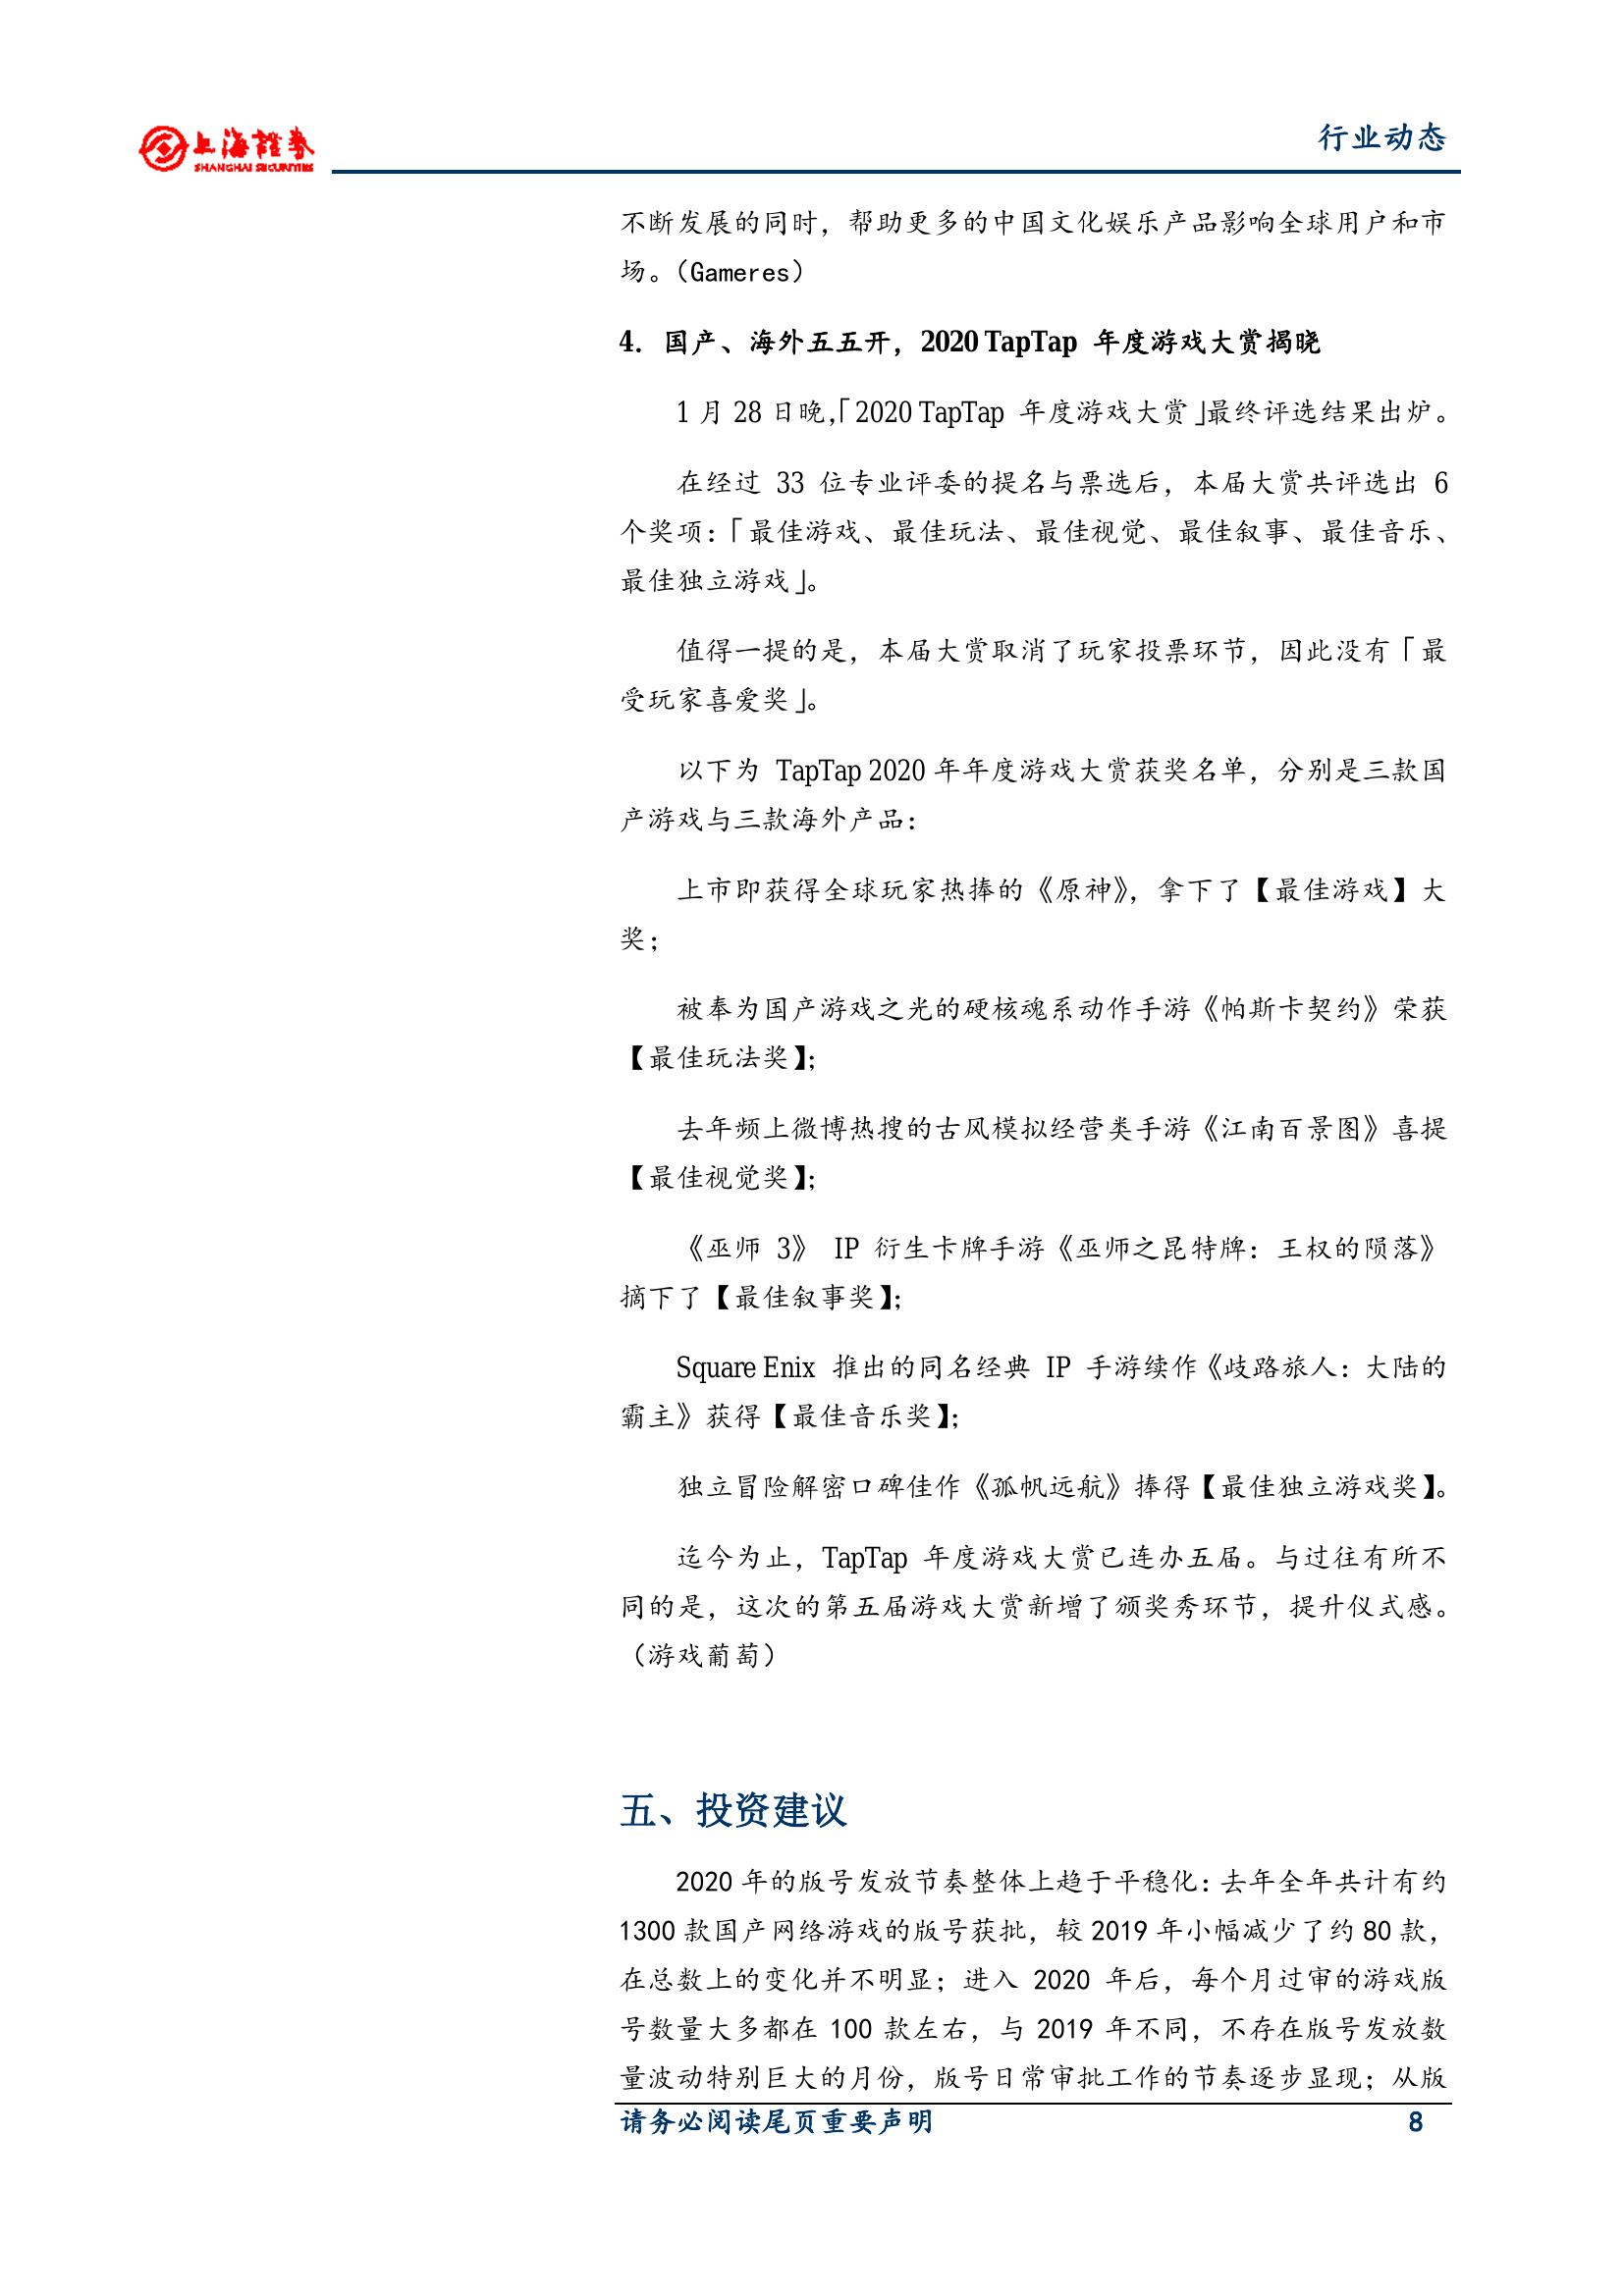 上海證券
SHANGHAI SECURITIES
行业动态
不断发展的同时，帮助更多的中国文化娱乐产品影响全球用户和市
场。（Gameres）
4. 国产、海外五五开，2020 TapTap 年度游戏大赏揭晓
1 月 28 日晚，「2020 TapTap 年度游戏大赏」最终评选结果出炉。
在经过 33 位专业评委的提名与票选后，本届大赏共评选出 6
个奖项：「最佳游戏、最佳玩法、最佳视觉、最佳叙事、最佳音乐、
最佳独立游戏」。
值得一提的是，本届大赏取消了玩家投票环节，因此没有「最
受玩家喜爱奖」。
以下为 TapTap 2020 年年度游戏大赏获奖名单，分别是三款国
产游戏与三款海外产品：
上市即获得全球玩家热捧的《原神》，拿下了【最佳游戏】大
奖；
被奉为国产游戏之光的硬核魂系动作手游《帕斯卡契约》荣获
【最佳玩法奖】；
去年频上微博热搜的古风模拟经营类手游《江南百景图》喜提
【最佳视觉奖】；
《巫师 3》 IP 衍生卡牌手游《巫师之昆特牌：王权的陨落》
摘下了【最佳叙事奖】；
Square Enix 推出的同名经典 IP 手游续作《歧路旅人：大陆的
霸主》获得【最佳音乐奖】；
独立冒险解密口碑佳作《孤帆远航》捧得【最佳独立游戏奖】。
迄今为止，TapTap 年度游戏大赏已连办五届。与过往有所不
同的是，这次的第五届游戏大赏新增了颁奖秀环节，提升仪式感。
（游戏葡萄）
五、投资建议
2020 年的版号发放节奏整体上趋于平稳化：去年全年共计有约
1300 款国产网络游戏的版号获批，较 2019 年小幅减少了约 80 款，
在总数上的变化并不明显；进入 2020 年后，每个月过审的游戏版
号数量大多都在 100 款左右，与 2019 年不同，不存在版号发放数
量波动特别巨大的月份，版号日常审批工作的节奏逐步显现；从版
请务必阅读尾页重要声明 8